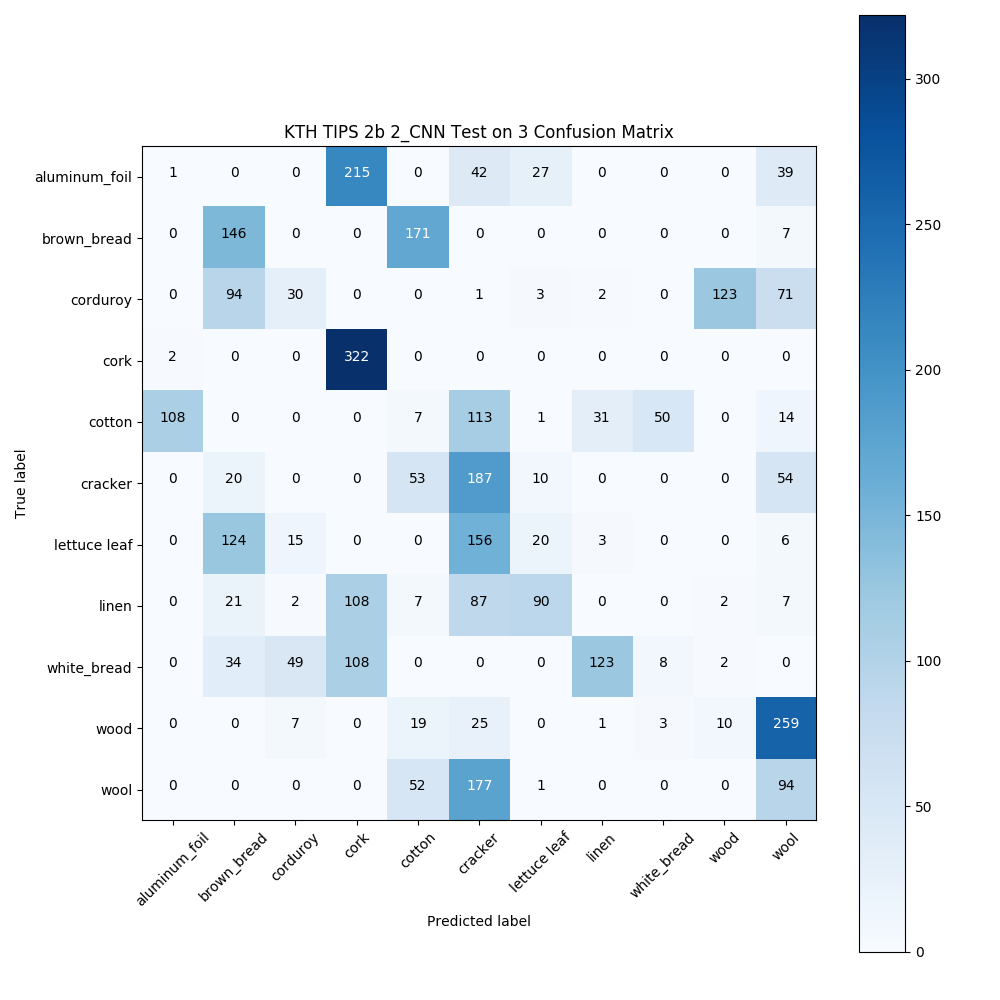 KTH TIPS 2b 2_CNN Test on 3 Confusion Matrix
aluminum_foil 1 0 0 215 0 42 27 0 0 0 39
brown_bread 0 146 0 0 171 0 0 0 0 0 7
corduroy 0 94 30 0 0 1 3 2 0 123 71
cork 2 0 0 322 0 0 0 0 0 0 0
cotton 108 0 0 0 7 113 1 31 50 0 14
cracker 0 20 0 0 53 187 10 0 0 0 54
lettuce leaf 0 124 15 0 0 156 20 3 0 0 6
linen 0 21 2 108 7 87 90 0 0 2 7
white_bread 0 34 49 108 0 0 0 123 8 2 0
wood 0 0 7 0 19 25 0 1 3 10 259
wool 0 0 0 0 52 177 1 0 0 0 94
aluminum_foil brown_bread corduroy cork cotton cracker lettuce leaf linen white_bread wood wool
Predicted label
True label
300
250
200
150
100
50
0